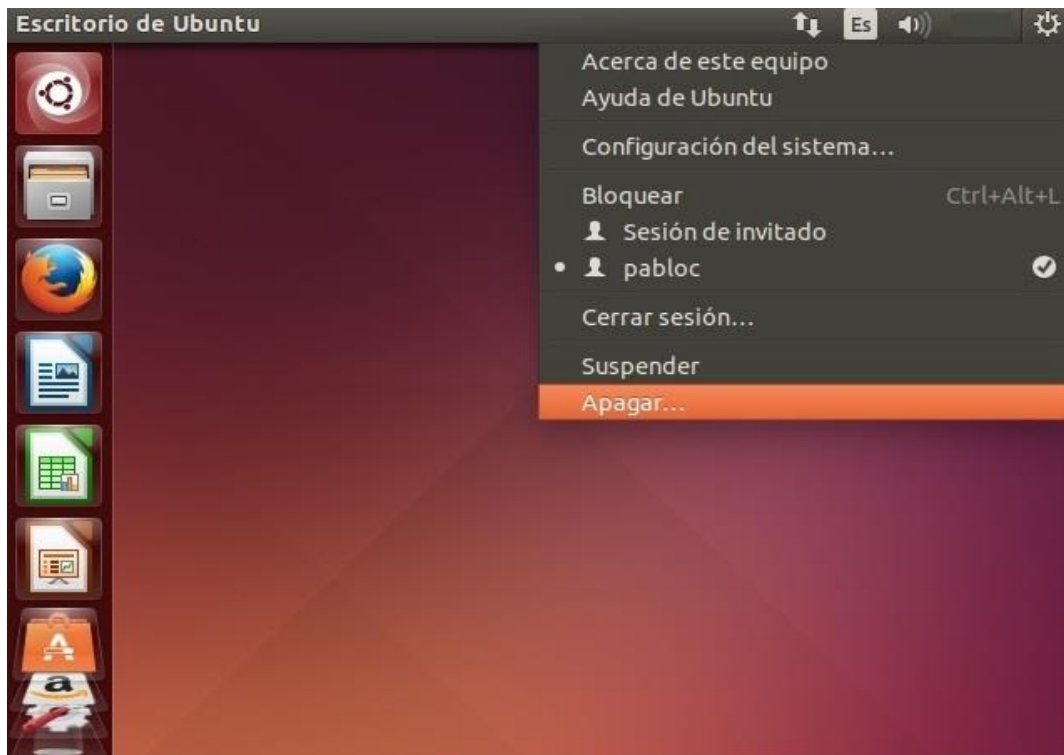 Escritorio de Ubuntu
Es
Acerca de este equipo
Ayuda de Ubuntu
Configuración del sistema...
Bloquear Ctrl+Alt+L
Sesión de invitado
pabloc
Cerrar sesión...
Suspender
Apagar...
A
a